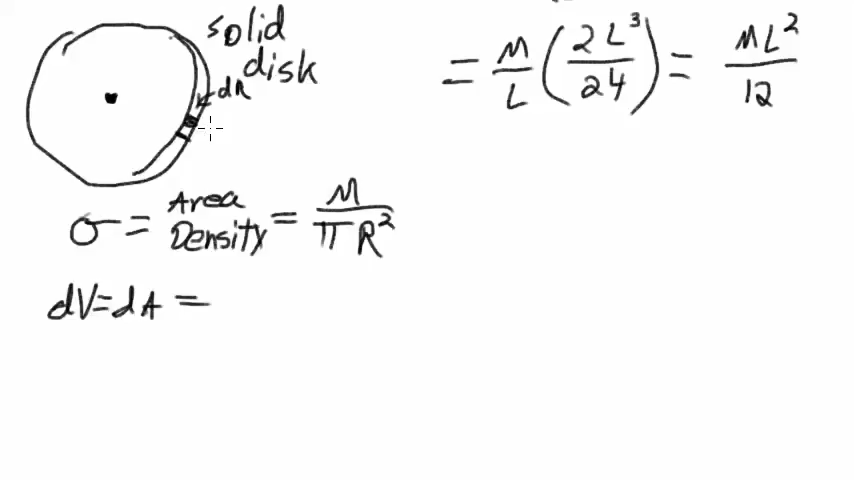 solid
disk
dR
σ = Area Density = M / πR²
dV = dA =
= M/L (2L³/24) = ML²/12